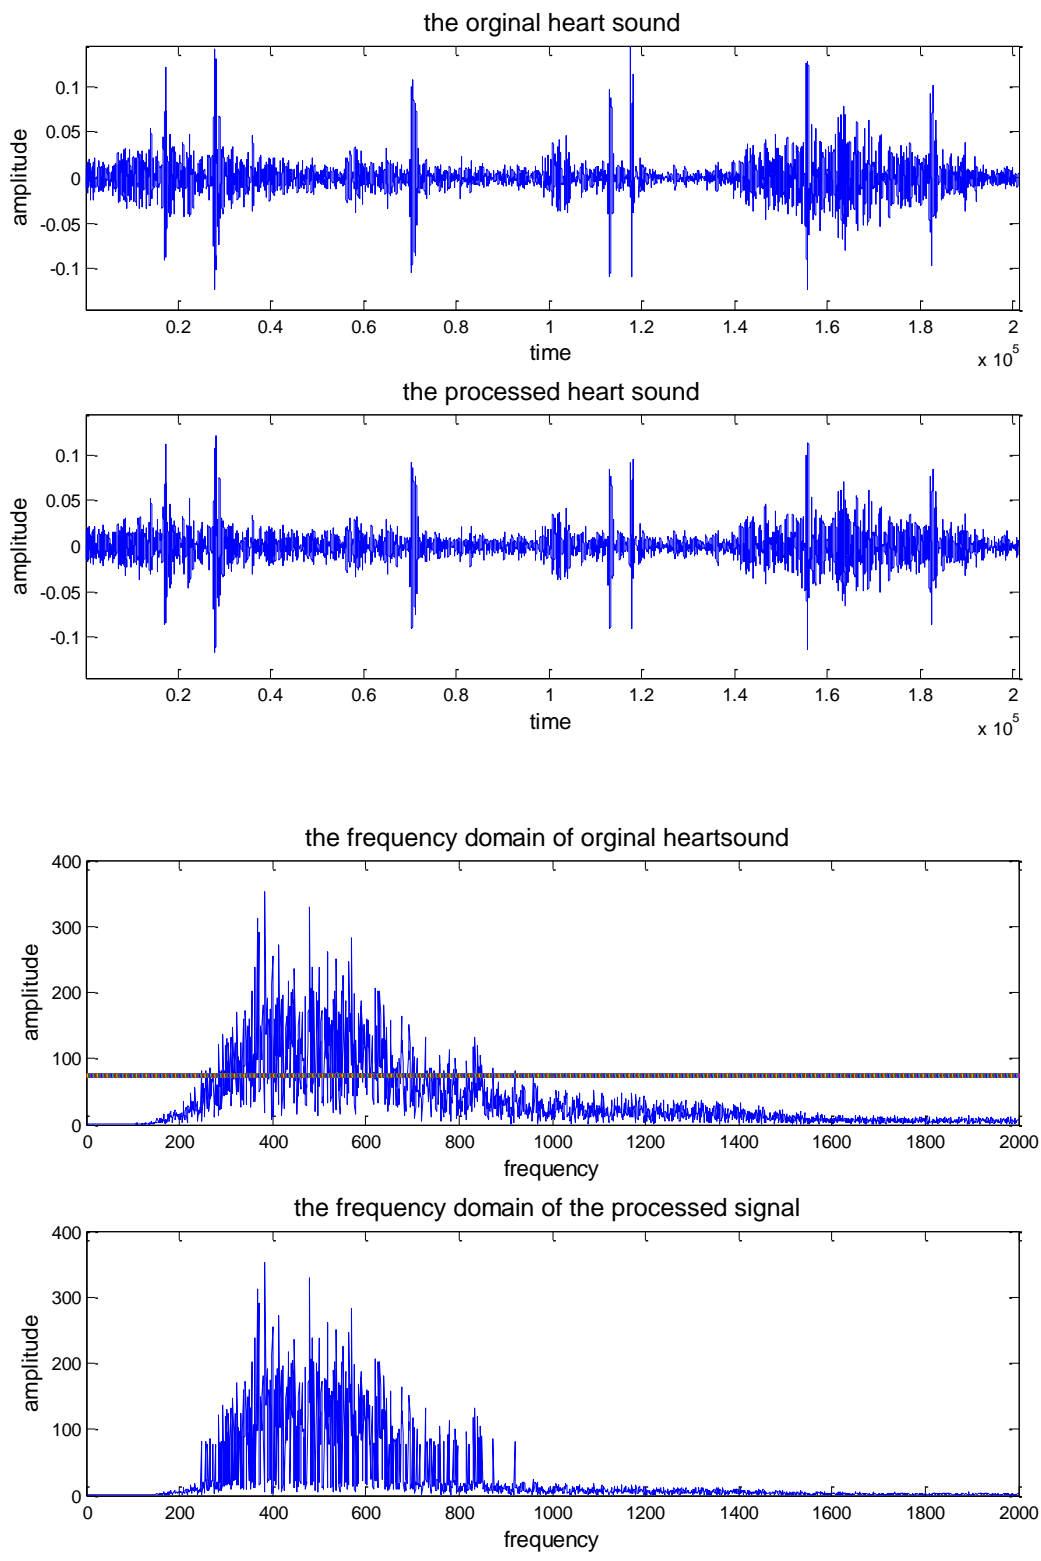 the orginal heart sound
amplitude
0.1
0.05
0
-0.05
-0.1
0.2 0.4 0.6 0.8 1 1.2 1.4 1.6 1.8 2
time
x 10^5
the processed heart sound
amplitude
0.1
0.05
0
-0.05
-0.1
0.2 0.4 0.6 0.8 1 1.2 1.4 1.6 1.8 2
time
x 10^5
the frequency domain of orginal heartsound
amplitude
400
300
200
100
0
0 200 400 600 800 1000 1200 1400 1600 1800 2000
frequency
the frequency domain of the processed signal
amplitude
400
300
200
100
0
0 200 400 600 800 1000 1200 1400 1600 1800 2000
frequency